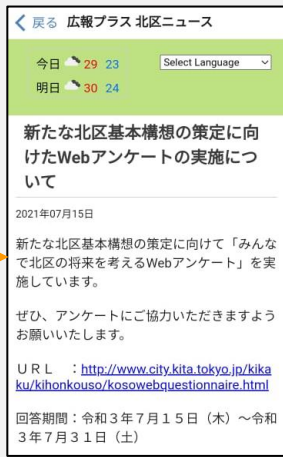 戻る 広報プラス 北区ニュース
今日 29 23
Select Language
明日 30 24
新たな北区基本構想の策定に向
けたWebアンケートの実施につ
いて
2021年07月15日
新たな北区基本構想の策定に向けて「みんな
で北区の将来を考えるWebアンケート」を実
施しています。
ぜひ、アンケートにご協力いただきますよう
お願いいたします。
ＵＲＬ　：http://www.city.kita.tokyo.jp/kika
ku/kihonkouso/kosowebquestionnaire.html
回答期間：令和３年７月１５日（木）～令和
３年７月３１日（土）